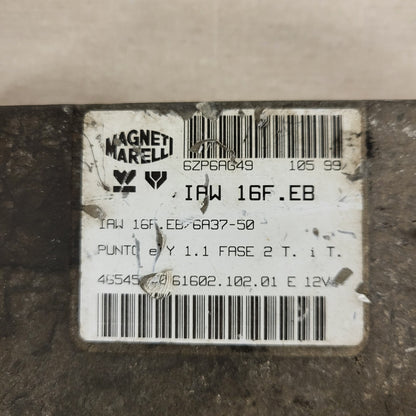 MAGNETI
MARELLI
6ZP6AG49 105 99
IAW 16F.EB
IAW 16F.EB/6A37-50
PUNTO e Y 1.1 FASE 2 T. i T.
61602.102.01 E 12V